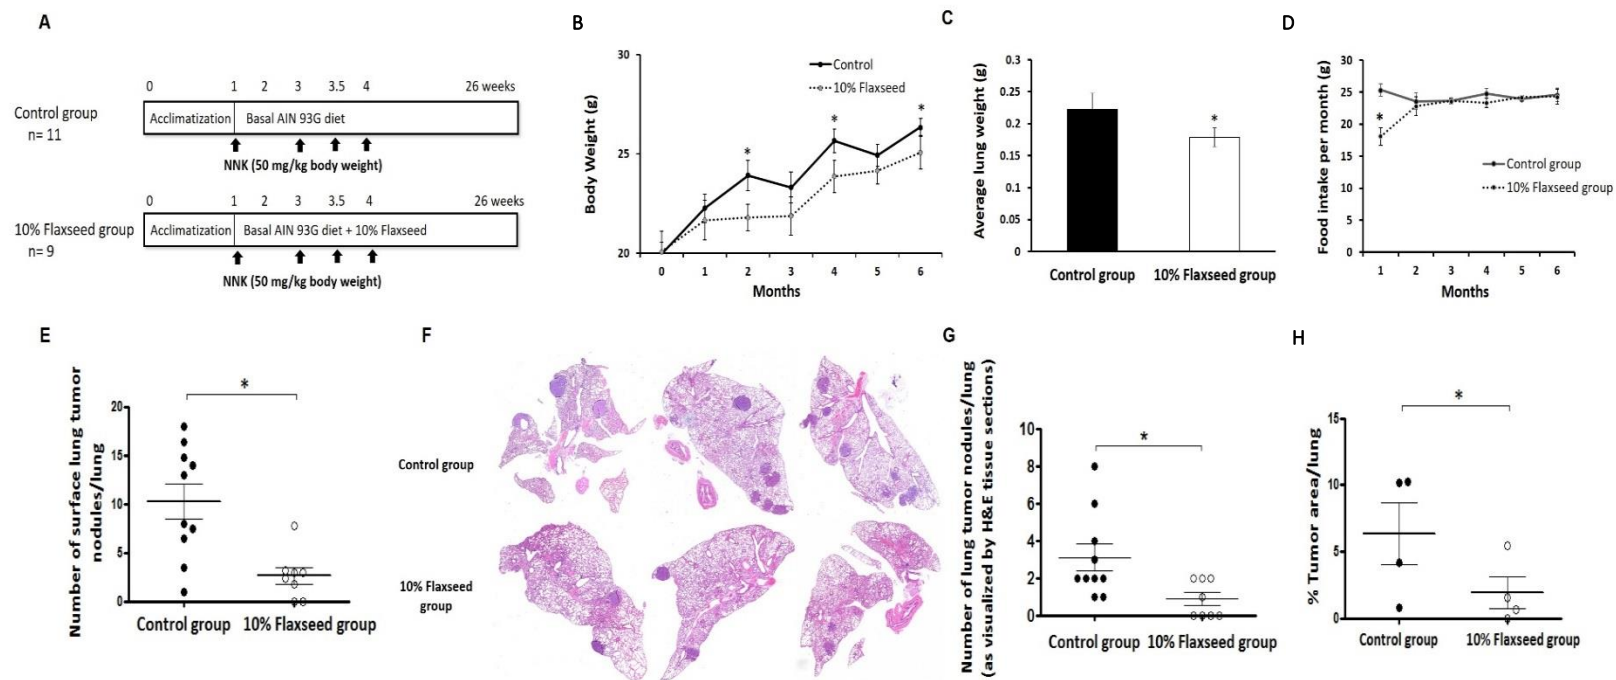 A
0 1 2 3 3.5 4 26 weeks
Control group
n= 11
Acclimatization Basal AIN 93G diet
NNK (50 mg/kg body weight)
0 1 2 3 3.5 4 26 weeks
10% Flaxseed group
n= 9
Acclimatization Basal AIN 93G diet + 10% Flaxseed
NNK (50 mg/kg body weight)
B
Body Weight (g)
30
25
20
Control
10% Flaxseed
*
*
*
0 1 2 3 4 5 6
Months
C
Average lung weight (g)
0.3
0.25
0.2
0.15
0.1
0.05
0
*
Control group 10% Flaxseed group
D
Food intake per month (g)
30
25
20
15
10
5
0
*
Control group
10% Flaxseed group
1 2 3 4 5 6
Months
E
Number of surface lung tumor
nodules/lung
20
15
10
5
0
*
Control group 10% Flaxseed group
F
Control group
10% Flaxseed
group
G
Number of lung tumor nodules/lung
(as visualized by H&E tissue sections)
10
8
6
4
2
0
*
Control group 10% Flaxseed group
H
% Tumor area/lung
15
10
5
0
*
Control group 10% Flaxseed group